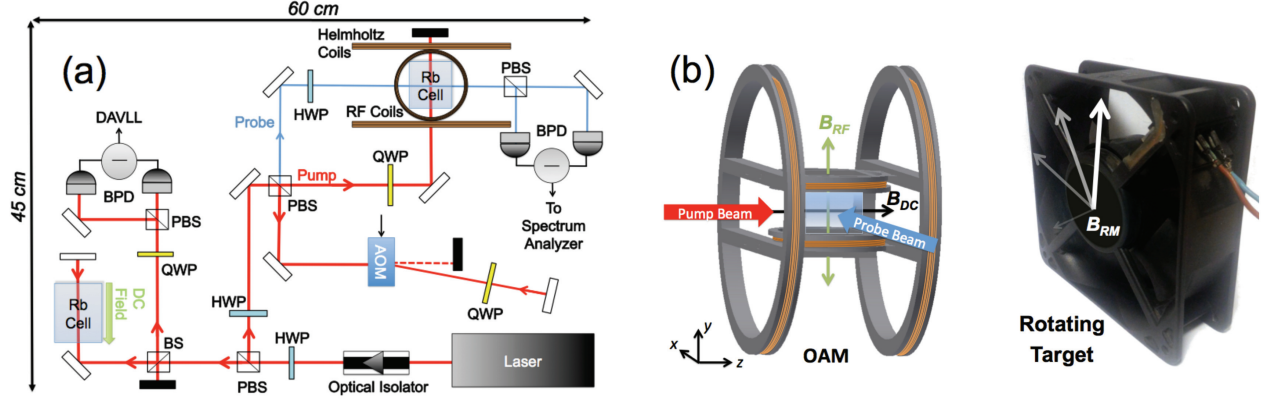 60 cm
45 cm
(a)
Helmholtz
Coils
PBS
Rb
Cell
HWP
RF Coils
DAVLL
Probe
BPD
QWP
BPD
Pump
PBS
PBS
To
Spectrum
Analyzer
AOM
QWP
DC
Field
Rb
Cell
HWP
QWP
HWP
BS
Laser
PBS
Optical Isolator
(b)
B_RF
B_DC
Pump Beam
Probe Beam
B_RM
y
x
z
OAM
Rotating
Target